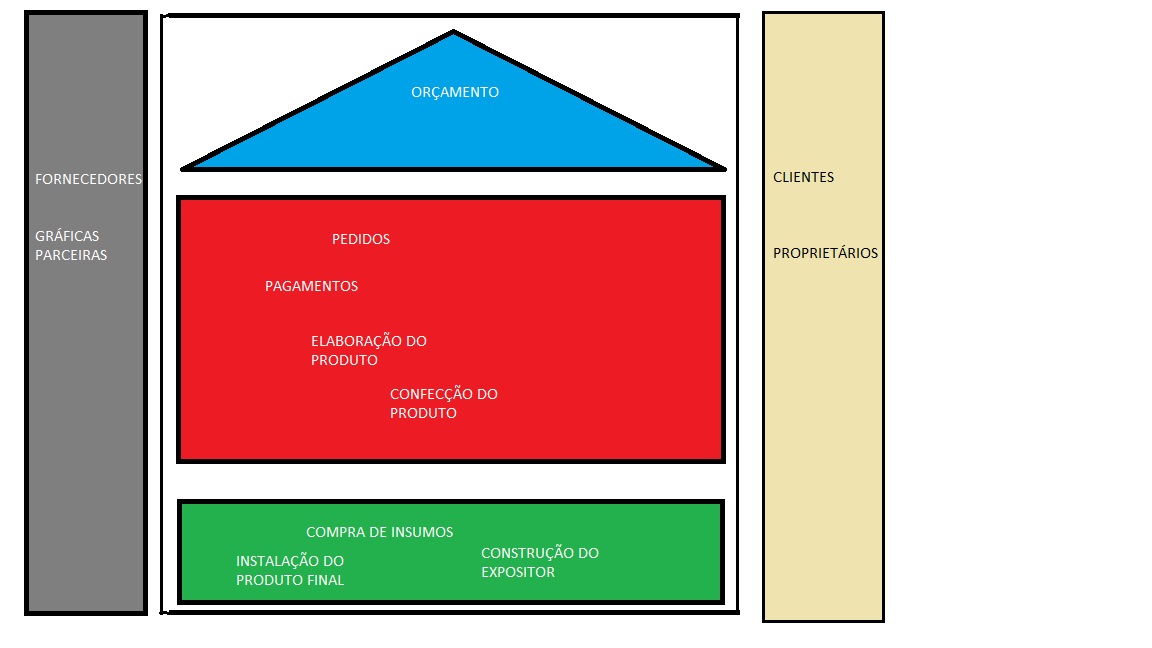 FORNECEDORES
GRÁFICAS
PARCEIRAS
ORÇAMENTO
PEDIDOS
PAGAMENTOS
ELABORAÇÃO DO
PRODUTO
CONFECÇÃO DO
PRODUTO
COMPRA DE INSUMOS
INSTALAÇÃO DO
PRODUTO FINAL
CONSTRUÇÃO DO
EXPOSITOR
CLIENTES
PROPRIETÁRIOS